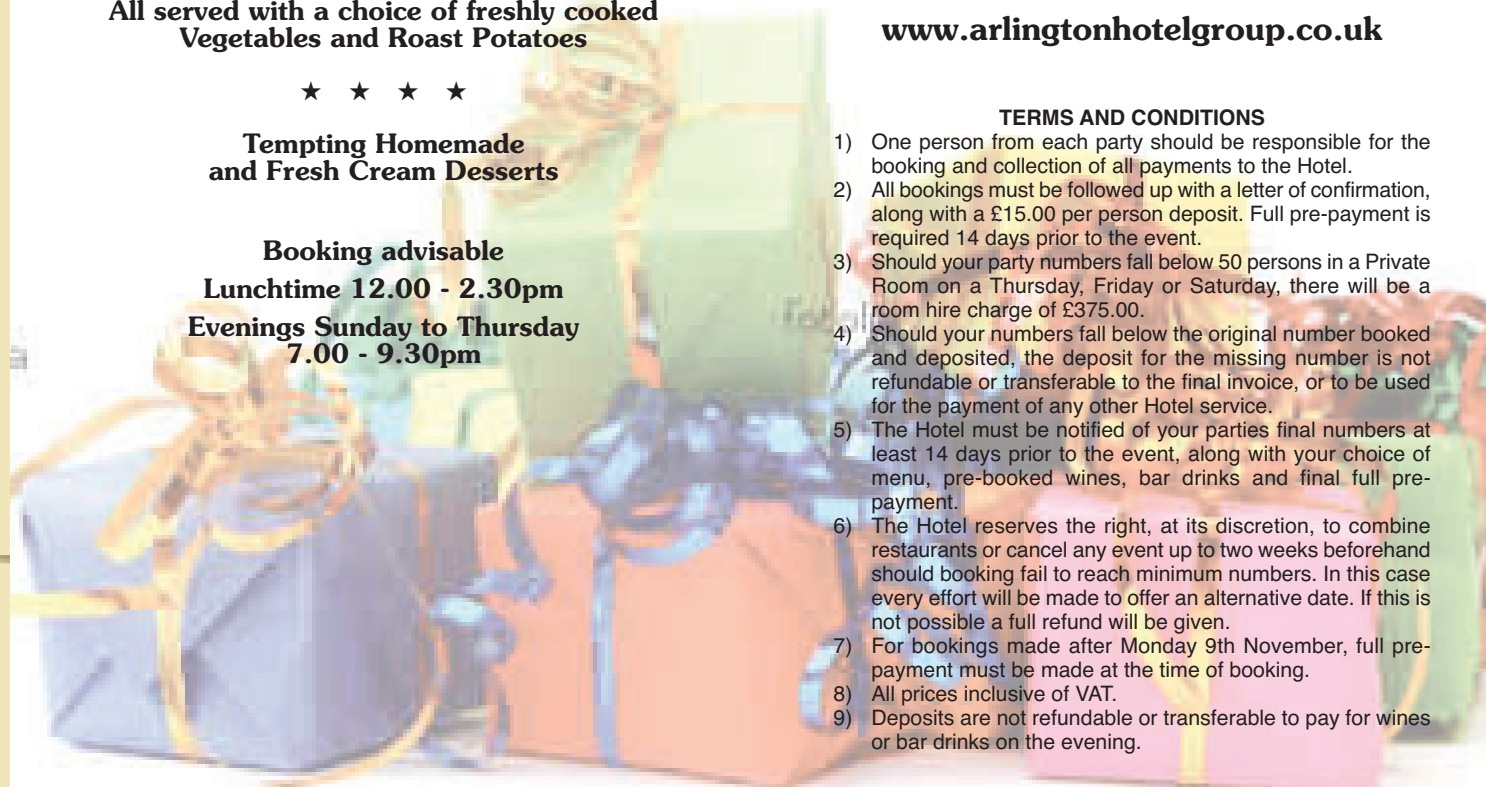 All served with a choice of freshly cooked
Vegetables and Roast Potatoes
★ ★ ★ ★
Tempting Homemade
and Fresh Cream Desserts
Booking advisable
Lunchtime 12.00 - 2.30pm
Evenings Sunday to Thursday
7.00 - 9.30pm
www.arlingtonhotelgroup.co.uk
TERMS AND CONDITIONS
1) One person from each party should be responsible for the
booking and collection of all payments to the Hotel.
2) All bookings must be followed up with a letter of confirmation,
along with a £15.00 per person deposit. Full pre-payment is
required 14 days prior to the event.
3) Should your party numbers fall below 50 persons in a Private
Room on a Thursday, Friday or Saturday, there will be a
room hire charge of £375.00.
4) Should your numbers fall below the original number booked
and deposited, the deposit for the missing number is not
refundable or transferable to the final invoice, or to be used
for the payment of any other Hotel service.
5) The Hotel must be notified of your parties final numbers at
least 14 days prior to the event, along with your choice of
menu, pre-booked wines, bar drinks and final full pre-
payment.
6) The Hotel reserves the right, at its discretion, to combine
restaurants or cancel any event up to two weeks beforehand
should booking fail to reach minimum numbers. In this case
every effort will be made to offer an alternative date. If this is
not possible a full refund will be given.
7) For bookings made after Monday 9th November, full pre-
payment must be made at the time of booking.
8) All prices inclusive of VAT.
9) Deposits are not refundable or transferable to pay for wines
or bar drinks on the evening.